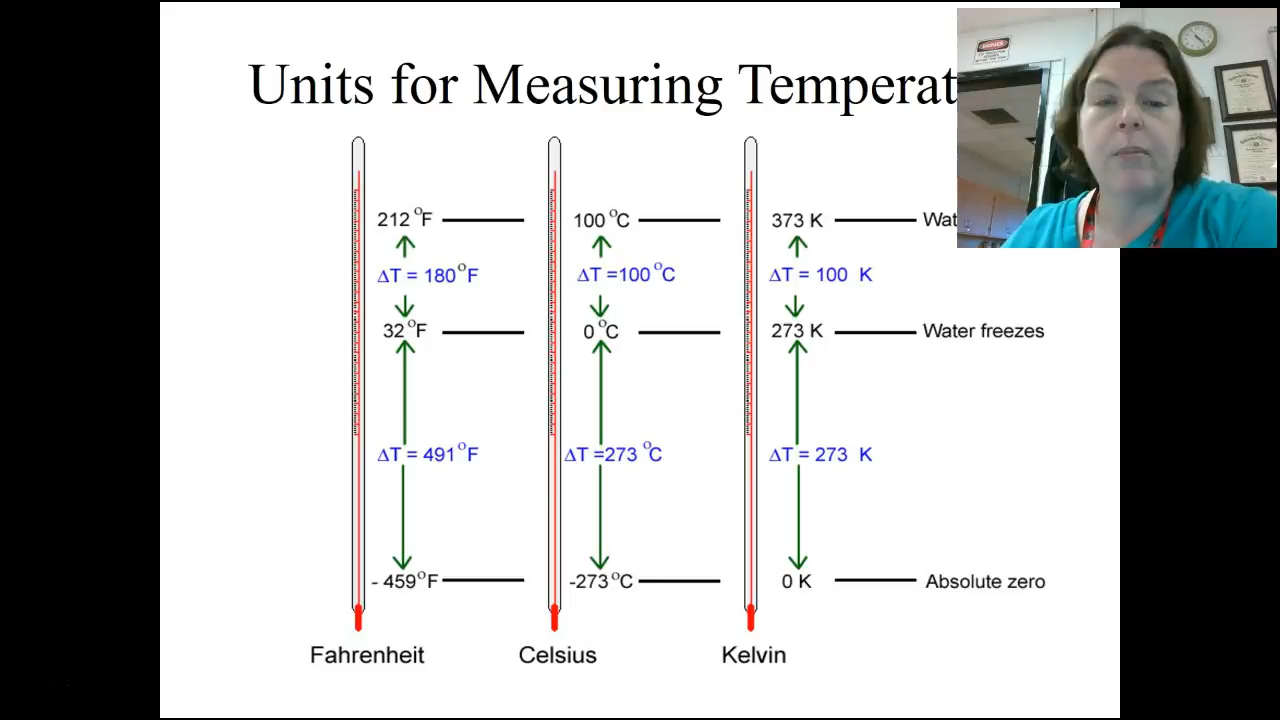 Units for Measuring Temperat
212 °F
100 °C
373 K
Wat
ΔT = 180°F
ΔT =100 °C
ΔT = 100 K
32 °F
0 °C
273 K
Water freezes
ΔT = 491°F
ΔT =273 °C
ΔT = 273 K
- 459°F
-273 °C
0 K
Absolute zero
Fahrenheit
Celsius
Kelvin
DANGER